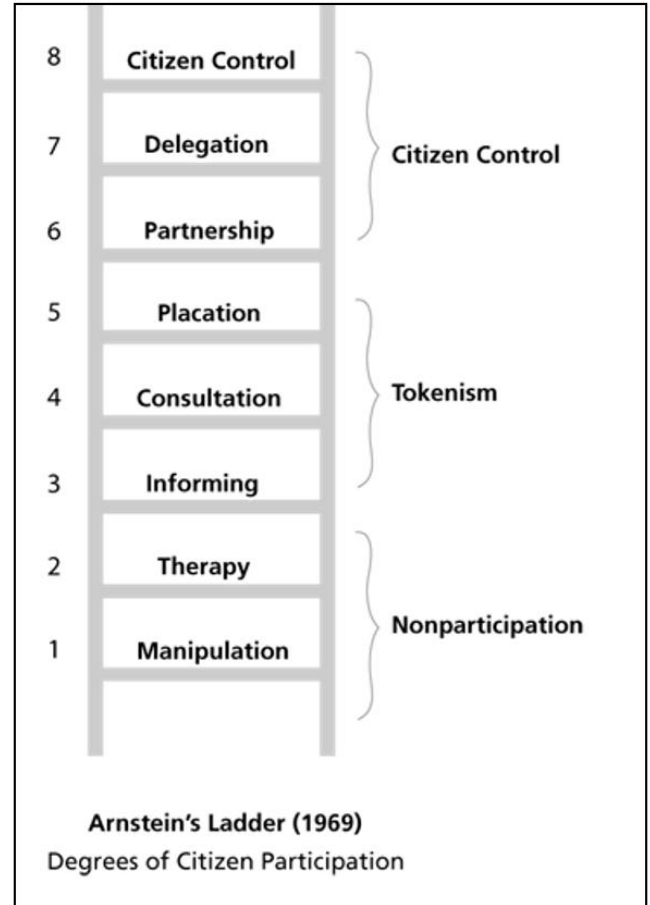 8 Citizen Control
7 Delegation
Citizen Control
6 Partnership
5 Placation
4 Consultation
Tokenism
3 Informing
2 Therapy
Nonparticipation
1 Manipulation
Arnstein's Ladder (1969)
Degrees of Citizen Participation